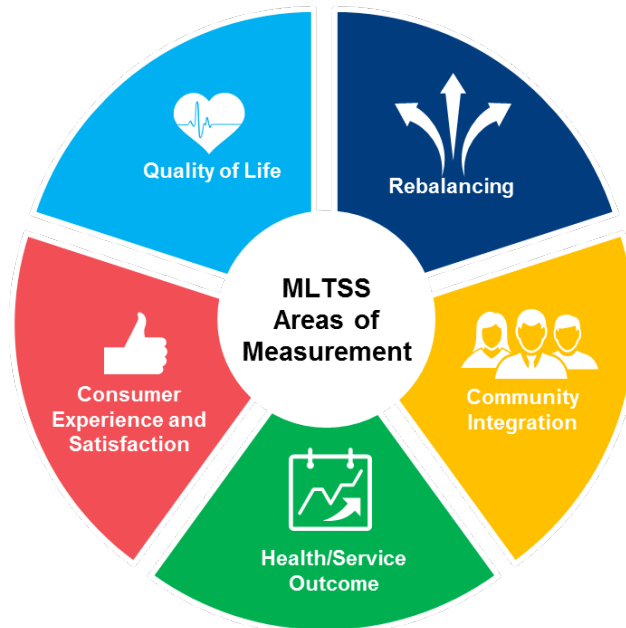 MLTSS
Areas of
Measurement
Quality of Life
Rebalancing
Community
Integration
Health/Service
Outcome
Consumer
Experience and
Satisfaction